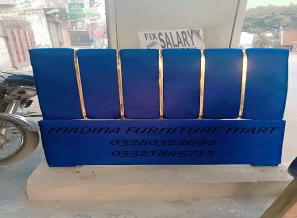 FIX
SALARY
MADINA FURNITURE MART
03280322690
03321845712